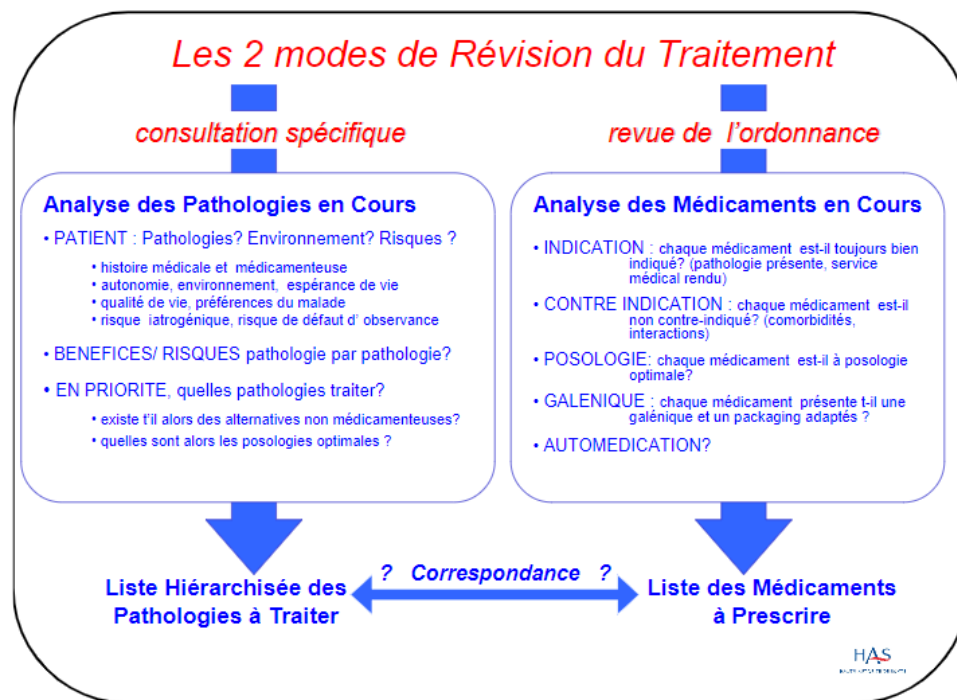 Les 2 modes de Révision du Traitement
consultation spécifique
revue de l'ordonnance
Analyse des Pathologies en Cours
• PATIENT : Pathologies? Environnement? Risques ?
• histoire médicale et médicamenteuse
• autonomie, environnement, espérance de vie
• qualité de vie, préférences du malade
• risque iatrogénique, risque de défaut d' observance
• BENEFICES/ RISQUES pathologie par pathologie?
• EN PRIORITE, quelles pathologies traiter?
• existe t'il alors des alternatives non médicamenteuses?
• quelles sont alors les posologies optimales ?
Analyse des Médicaments en Cours
• INDICATION : chaque médicament est-il toujours bien
indiqué? (pathologie présente, service
médical rendu)
• CONTRE INDICATION : chaque médicament est-il
non contre-indiqué? (comorbidités,
interactions)
• POSOLOGIE: chaque médicament est-il à posologie
optimale?
• GALENIQUE : chaque médicament présente t-il une
galénique et un packaging adaptés ?
• AUTOMEDICATION?
Liste Hiérarchisée des
Pathologies à Traiter
? Correspondance ?
Liste des Médicaments
à Prescrire
HAS